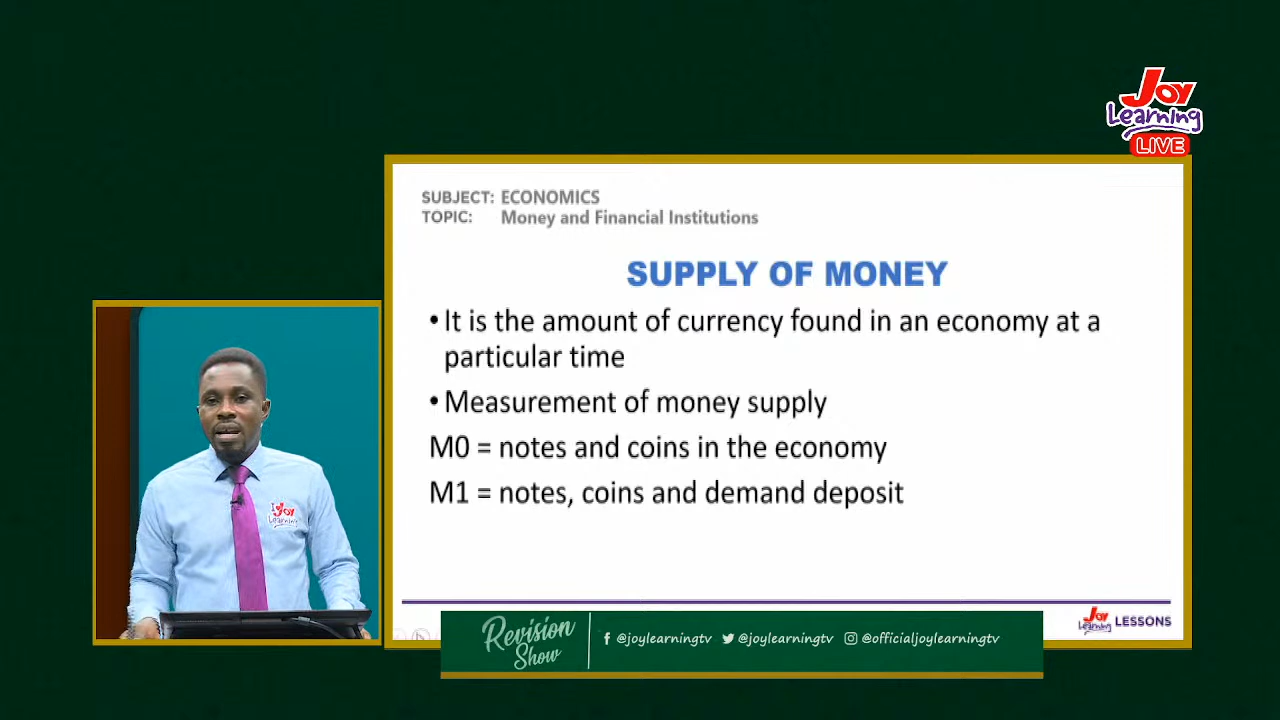 Joy
Learning
LIVE
SUBJECT: ECONOMICS
TOPIC: Money and Financial Institutions
SUPPLY OF MONEY
• It is the amount of currency found in an economy at a
particular time
• Measurement of money supply
M0 = notes and coins in the economy
M1 = notes, coins and demand deposit
Joy
Learning
Joy
Learning LESSONS
Revision
Show
@joylearningtv @joylearningtv @officialjoylearningtv